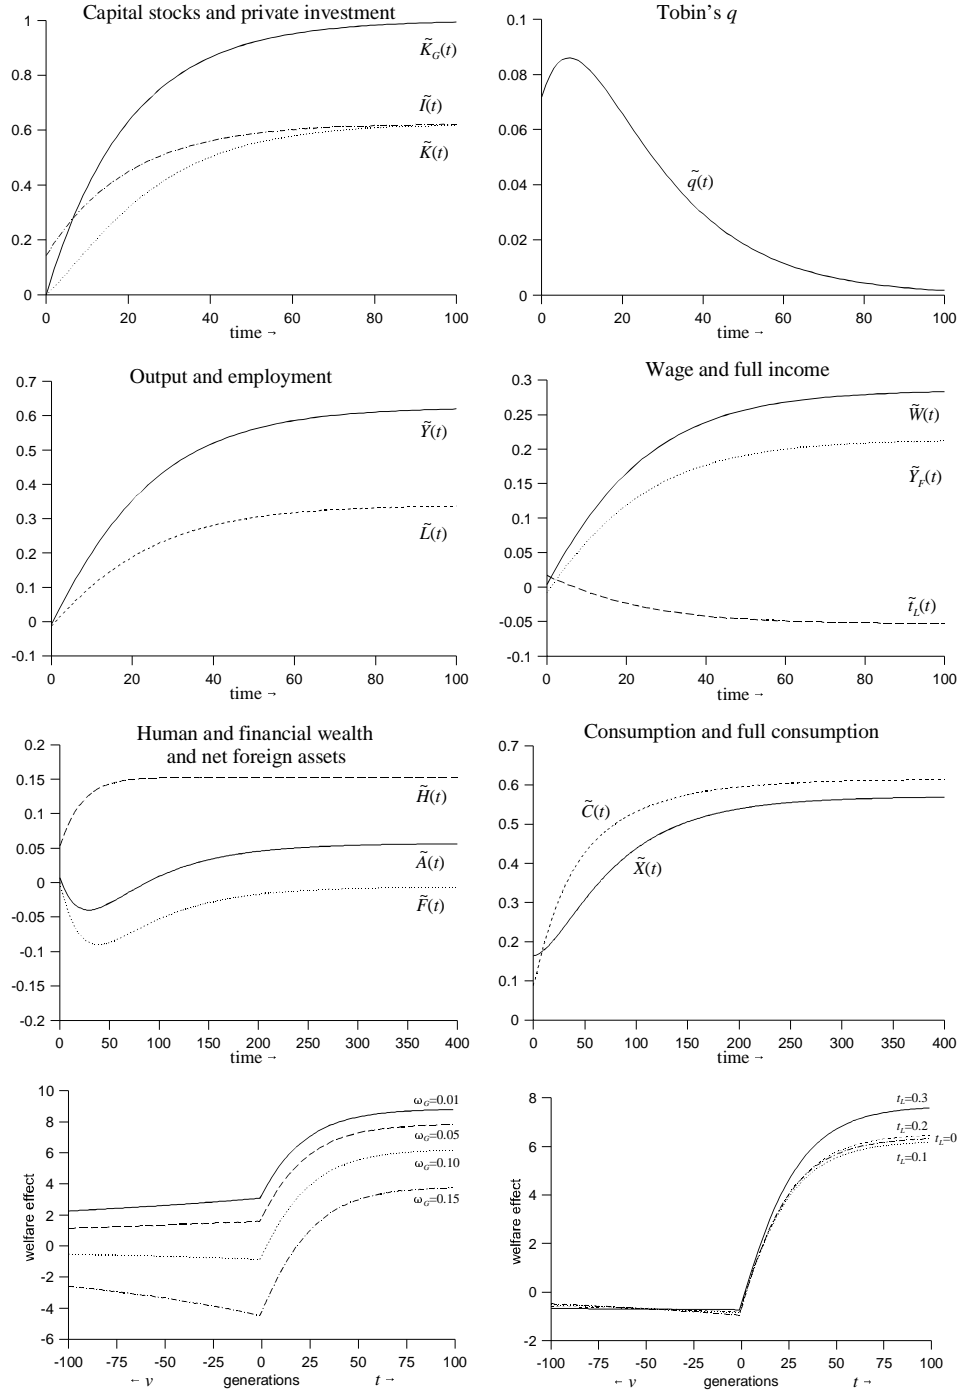 Capital stocks and private investment
1
0.8
0.6
0.4
0.2
0
K̃_G(t)
Ĩ(t)
K̃(t)
0 20 40 60 80 100
time →
Tobin's q
0.1
0.08
0.06
0.04
0.02
0
q̃(t)
0 20 40 60 80 100
time →
Output and employment
0.7
0.6
0.5
0.4
0.3
0.2
0.1
0
-0.1
Ỹ(t)
L̃(t)
0 20 40 60 80 100
time →
Wage and full income
0.3
0.25
0.2
0.15
0.1
0.05
0
-0.05
-0.1
W̃(t)
Ỹ_F(t)
t̃_L(t)
0 20 40 60 80 100
time →
Human and financial wealth
and net foreign assets
0.2
0.15
0.1
0.05
0
-0.05
-0.1
-0.15
-0.2
H̃(t)
Ã(t)
F̃(t)
0 50 100 150 200 250 300 350 400
time →
Consumption and full consumption
0.7
0.6
0.5
0.4
0.3
0.2
0.1
0
C̃(t)
X̃(t)
0 50 100 150 200 250 300 350 400
time →
welfare effect
10
8
6
4
2
0
-2
-4
-6
ω_G=0.01
ω_G=0.05
ω_G=0.10
ω_G=0.15
-100 -75 -50 -25 0 25 50 75 100
← v generations t →
welfare effect
8
6
4
2
0
-2
t_L=0.3
t_L=0.2
t_L=0
t_L=0.1
-100 -75 -50 -25 0 25 50 75 100
← v generations t →